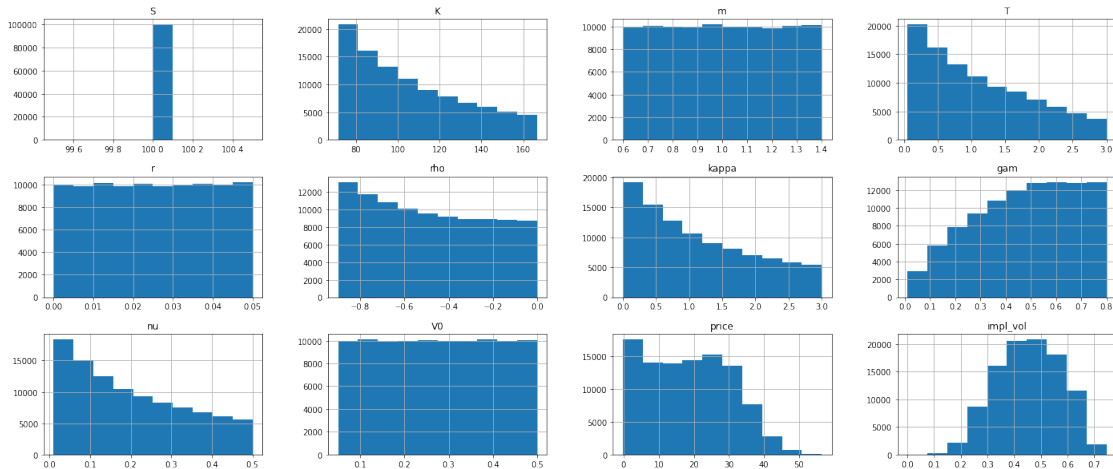 S
100000
80000
60000
40000
20000
0
99 6 99 8 100 0 100 2 100 4
K
20000
15000
10000
5000
0
80 100 120 140 160
m
10000
8000
6000
4000
2000
0
0.6 0.7 0.8 0.9 1.0 1.1 1.2 1.3 1.4
T
20000
15000
10000
5000
0
0.0 0.5 1.0 1.5 2.0 2.5 3.0
r
10000
8000
6000
4000
2000
0
0.00 0.01 0.02 0.03 0.04 0.05
rho
12000
10000
8000
6000
4000
2000
0
−0.8 −0.6 −0.4 −0.2 0.0
kappa
20000
15000
10000
5000
0
0.0 0.5 1.0 1.5 2.0 2.5 3.0
gam
12000
10000
8000
6000
4000
2000
0
0.0 0.1 0.2 0.3 0.4 0.5 0.6 0.7 0.8
nu
15000
10000
5000
0
0.0 0.1 0.2 0.3 0.4 0.5
V0
10000
8000
6000
4000
2000
0
0.1 0.2 0.3 0.4 0.5
price
15000
10000
5000
0
0 10 20 30 40 50
impl_vol
20000
15000
10000
5000
0
0.0 0.1 0.2 0.3 0.4 0.5 0.6 0.7